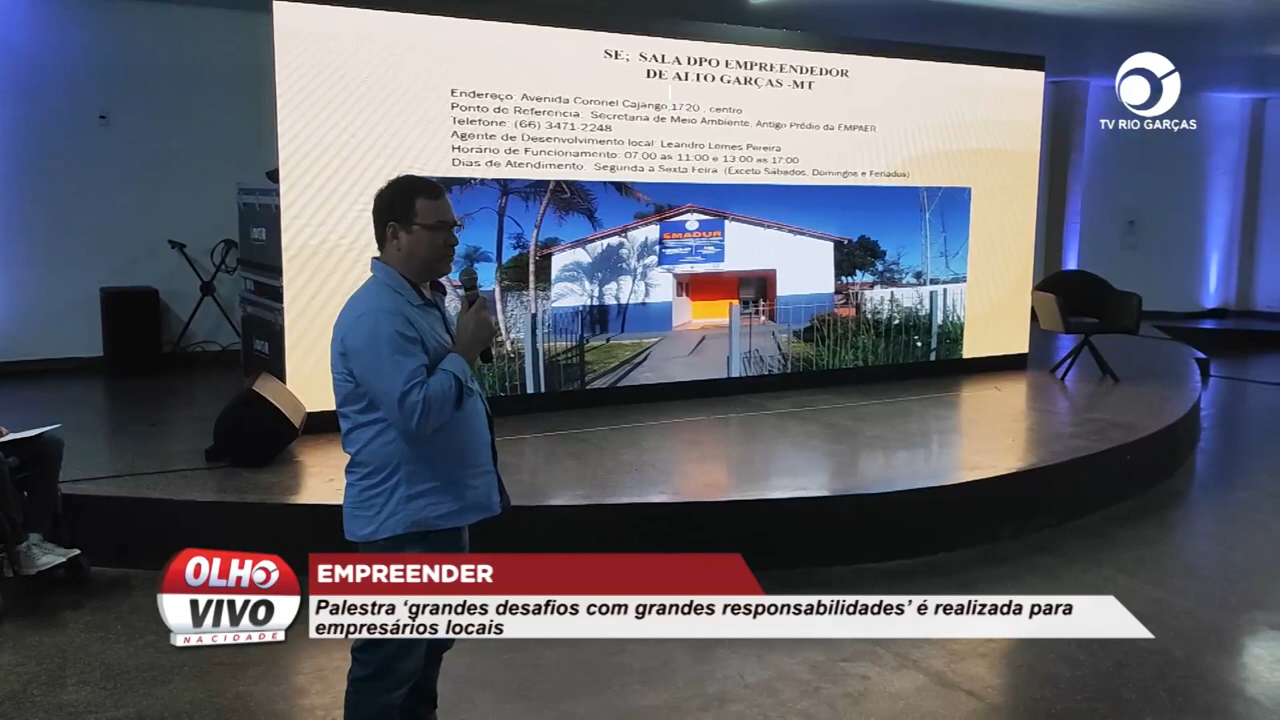 SE; SALA DPO EMPREENDEDOR
DE ALTO GARÇAS -MT
Endereço: Avenida Coronel Cajango,1720 , centro
Ponto de Referencia: Secretaria de Meio Ambiente, Antigo Prédio da EMPAER
Telefone: (66) 3471-2248
Agente de Desenvolvimento local: Leandro Lomes Pereira
Horário de Funcionamento: 07:00 as 11:00 e 13:00 as 17:00
Dias de Atendimento: Segunda a Sexta Feira (Exceto Sábados, Domingos e Feriados)
TV RIO GARÇAS
SMADUR
OLHO
VIVO
NA CIDADE
EMPREENDER
Palestra ‘grandes desafios com grandes responsabilidades’ é realizada para
empresários locais